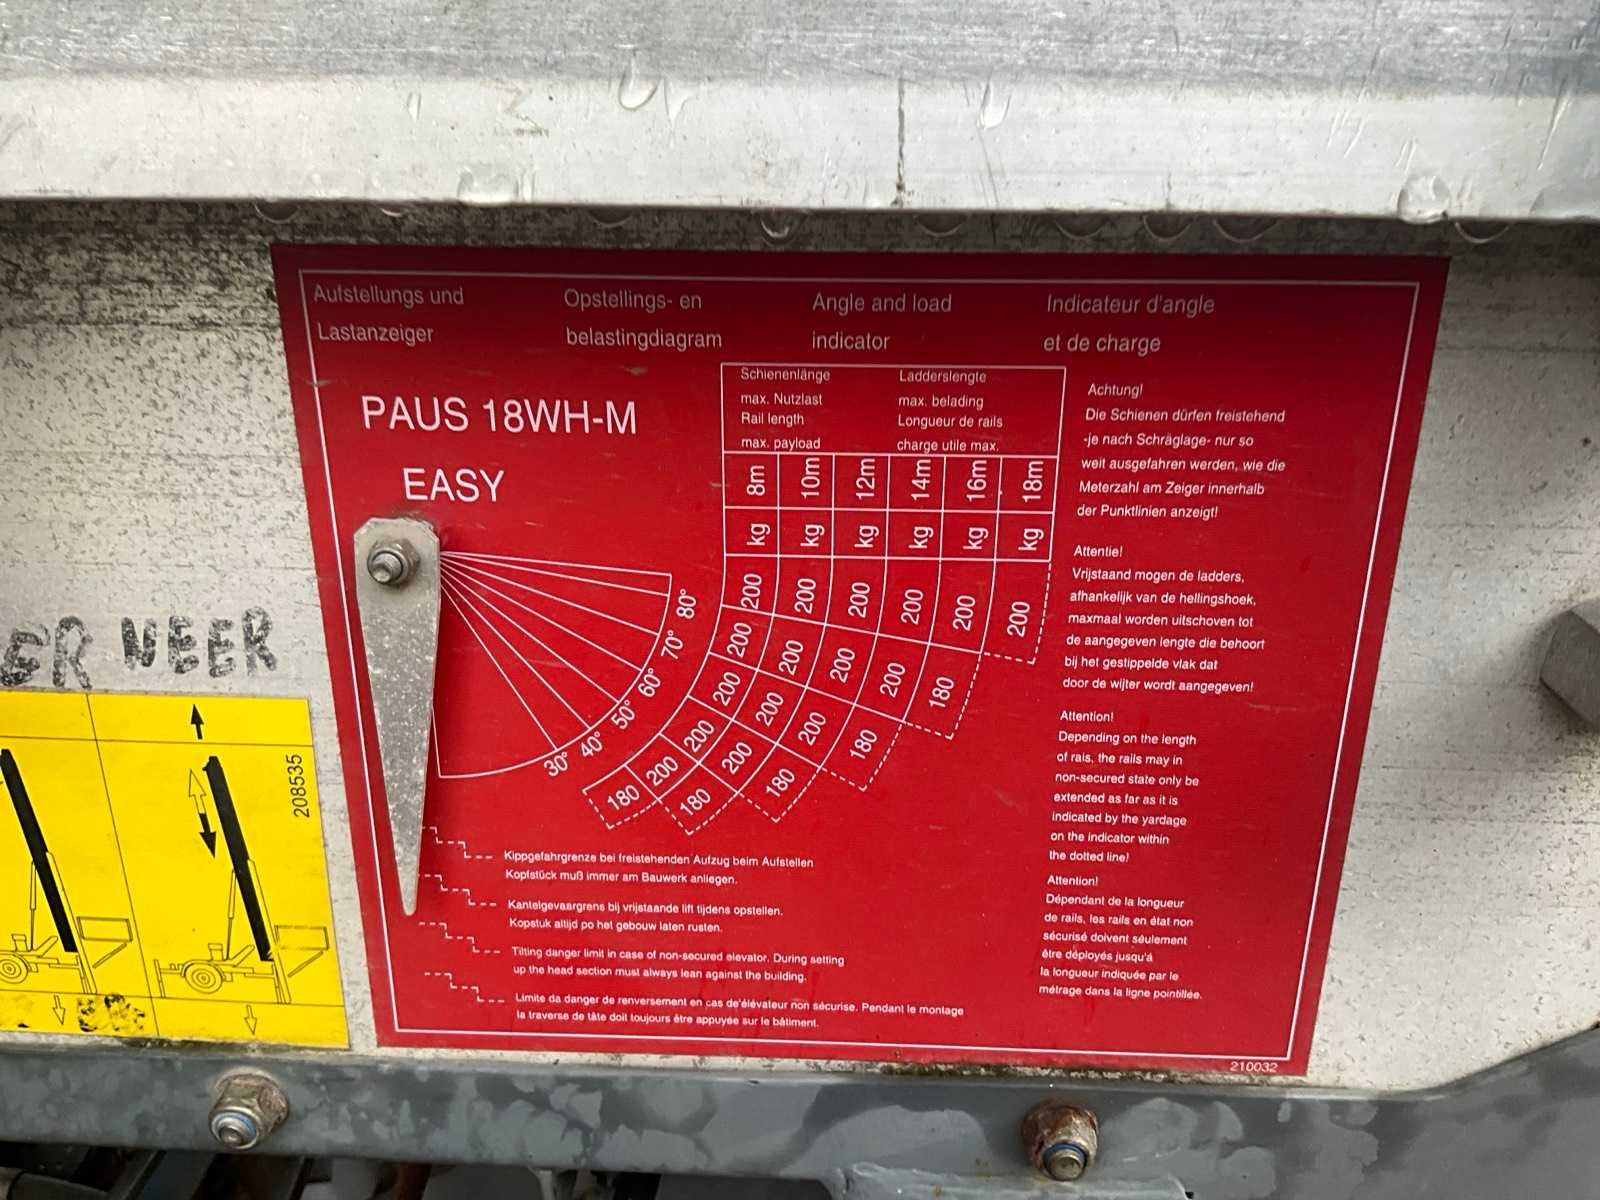 Aufstellungs und
Lastanzeiger
Opstellings- en
belastingdiagram
Angle and load
indicator
Indicateur d'angle
et de charge
PAUS 18WH-M
EASY
Schienenlänge
max. Nutzlast
Rail length
max. payload
Ladderslengte
max. belading
Longueur de rails
charge utile max.
8m 10m 12m 14m 16m 18m
kg kg kg kg kg kg
200 200 200 200 200 200
200 200 200 200 180
200 200 200 180
200 200 180
200 180
180
80°
70°
60°
50°
40°
30°
Achtung!
Die Schienen dürfen freistehend
-je nach Schräglage- nur so
weit ausgefahren werden, wie die
Meterzahl am Zeiger innerhalb
der Punktlinien anzeigt!
Attentie!
Vrijstaand mogen de ladders,
afhankelijk van de hellingshoek,
maxmaal worden uitschoven tot
de aangegeven lengte die behoort
bij het gestippelde vlak dat
door de wijter wordt aangegeven!
Attention!
Depending on the length
of rais, the rails may in
non-secured state only be
extended as far as it is
indicated by the yardage
on the indicator within
the dotted line!
Attention!
Dépendant de la longueur
de rails, les rails en état non
sécurisé doivent séulement
être déployés jusqu'à
la longueur indiquée par le
métrage dans la ligne pointillée.
Kippgefahrgrenze bei freistehenden Aufzug beim Aufstellen
Kopfstück muß immer am Bauwerk anliegen.
Kantelgevaargrens bij vrijstaande lift tijdens opstellen.
Kopstuk altijd po het gebouw laten rusten.
Tilting danger limit in case of non-secured elevator. During setting
up the head section must always lean against the building.
Limite da danger de renversement en cas de'élévateur non sécurise. Pendant le montage
la traverse de tâte doit toujours être appuyée sur le bâtiment.
210032
ER NEER
208535